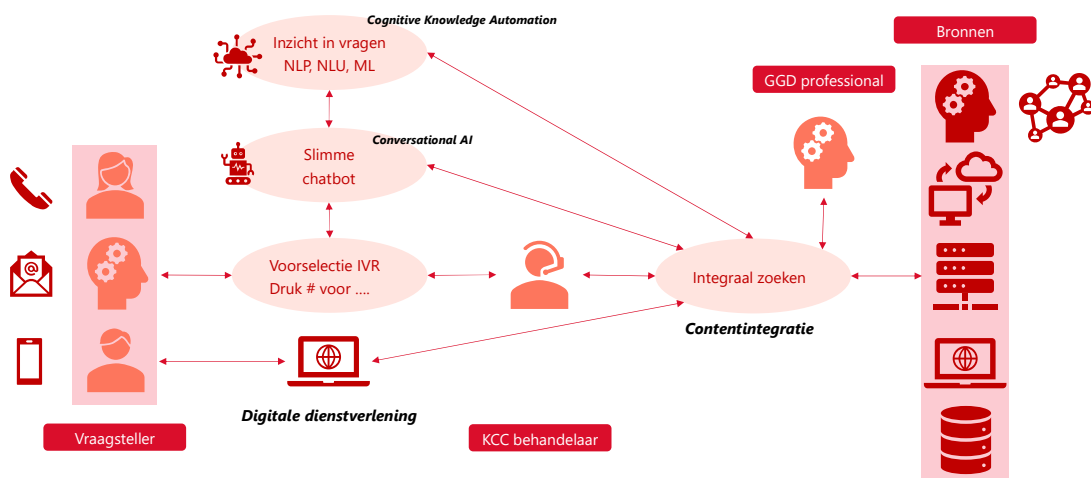 Cognitive Knowledge Automation
Inzicht in vragen
NLP, NLU, ML
Bronnen
GGD professional
Conversational AI
Slimme
chatbot
@
Voorselectie IVR
Druk # voor ....
Integraal zoeken
Contentintegratie
Digitale dienstverlening
Vraagsteller
KCC behandelaar